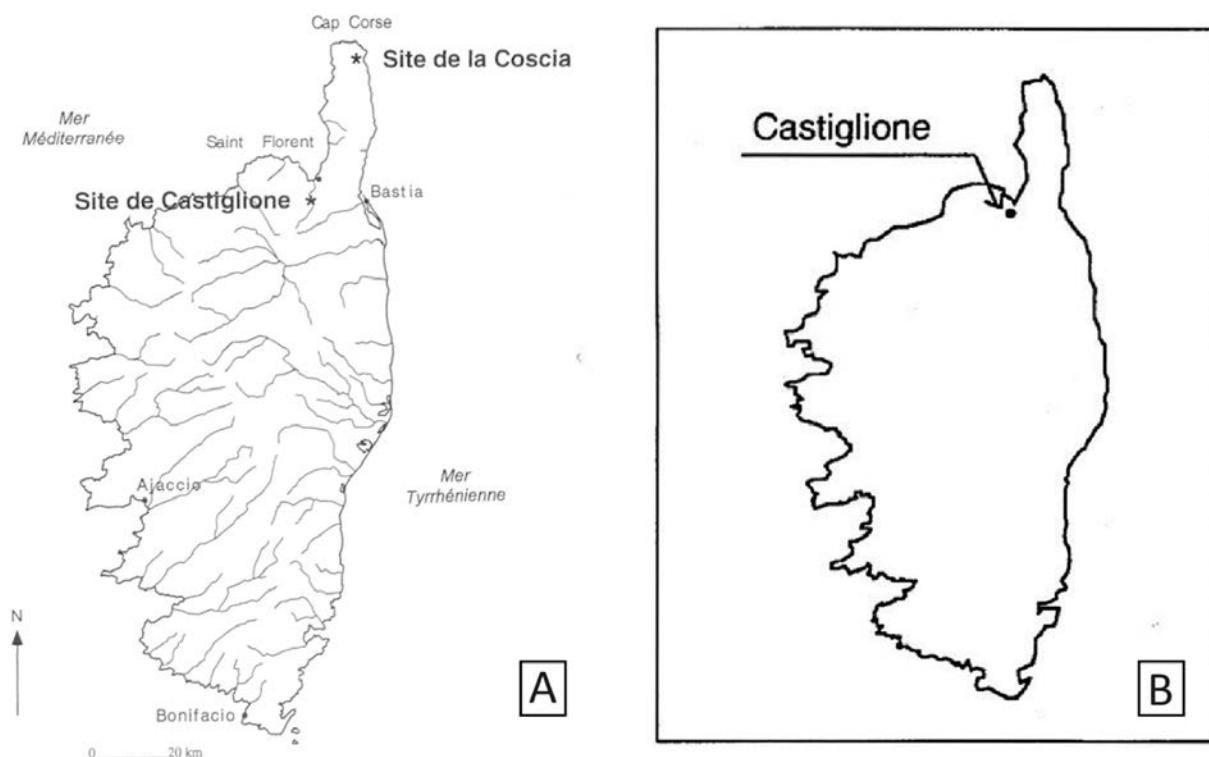 Cap Corse
Site de la Coscia
Mer
Méditerranée
Saint Florent
Site de Castiglione
Bastia
Ajaccio
Mer
Tyrrhénienne
N
Bonifacio
0 20 km
A
Castiglione
B